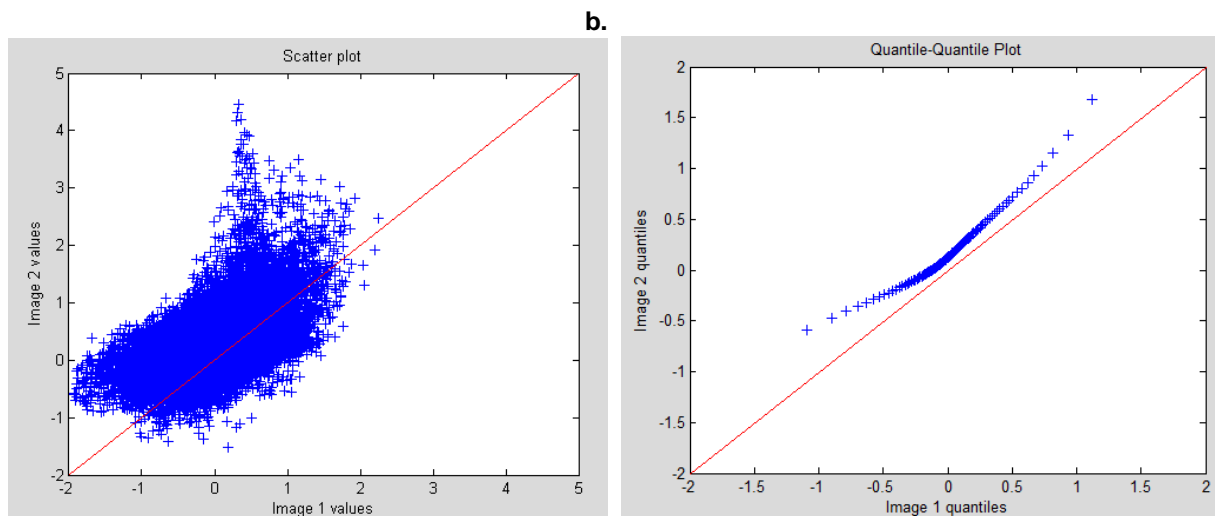 b.
Scatter plot
5
4
3
2
1
0
-1
-2
Image 2 values
-2 -1 0 1 2 3 4 5
Image 1 values
Quantile-Quantile Plot
2
1.5
1
0.5
0
-0.5
-1
-1.5
-2
Image 2 quantiles
-2 -1.5 -1 -0.5 0 0.5 1 1.5 2
Image 1 quantiles